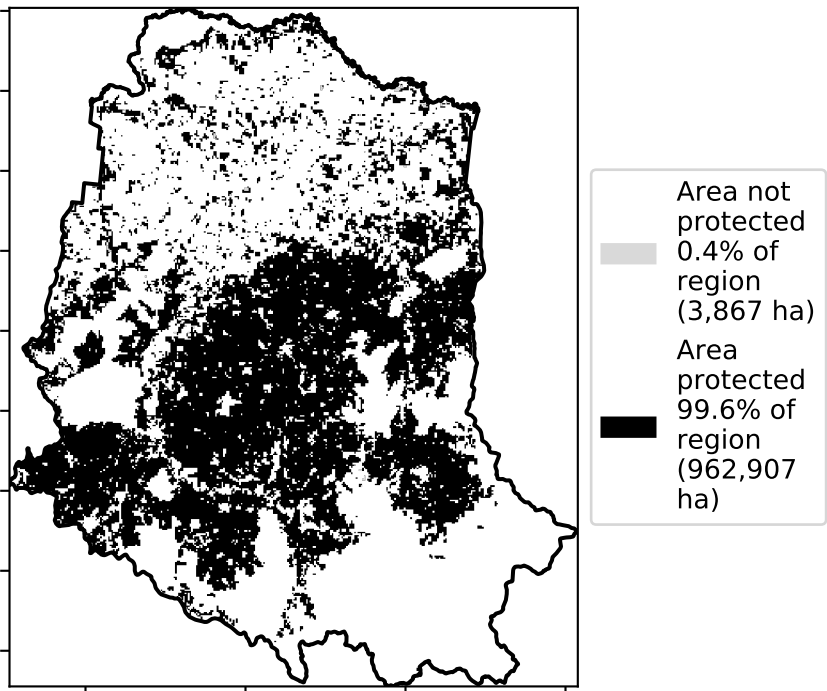 Area not
protected
0.4% of
region
(3,867 ha)
Area
protected
99.6% of
region
(962,907
ha)